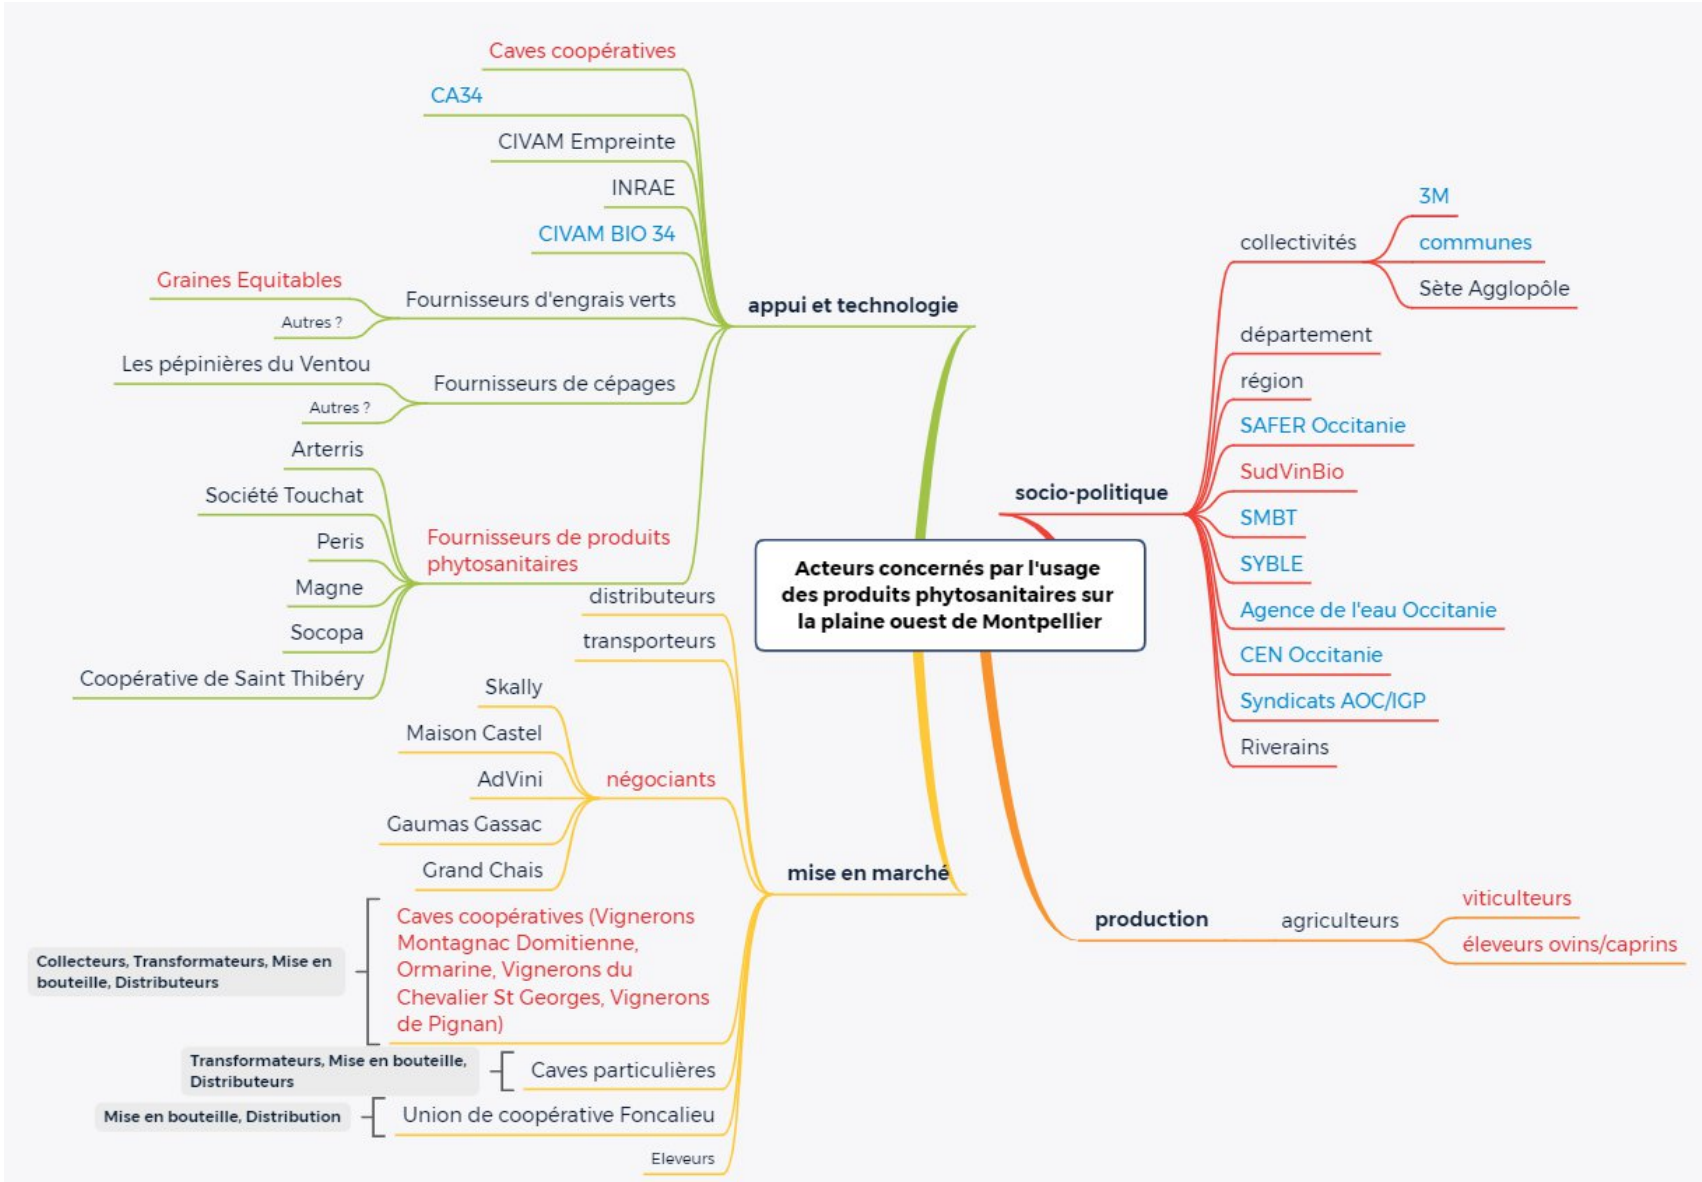 Caves coopératives
CA34
CIVAM Empreinte
INRAE
CIVAM BIO 34
Graines Equitables
Autres ?
Fournisseurs d'engrais verts
Les pépinières du Ventou
Autres ?
Fournisseurs de cépages
Arterris
Société Touchat
Peris
Magne
Socopa
Coopérative de Saint Thibéry
Fournisseurs de produits
phytosanitaires
appui et technologie
distributeurs
transporteurs
Skally
Maison Castel
AdVini
Gaumas Gassac
Grand Chais
négociants
Collecteurs, Transformateurs, Mise en
bouteille, Distributeurs
Caves coopératives (Vignerons
Montagnac Domitienne,
Ormarine, Vignerons du
Chevalier St Georges, Vignerons
de Pignan)
Transformateurs, Mise en bouteille,
Distributeurs
Caves particulières
Mise en bouteille, Distribution
Union de coopérative Foncalieu
Eleveurs
mise en marché
Acteurs concernés par l'usage
des produits phytosanitaires sur
la plaine ouest de Montpellier
socio-politique
collectivités
3M
communes
Sète Agglopôle
département
région
SAFER Occitanie
SudVinBio
SMBT
SYBLE
Agence de l'eau Occitanie
CEN Occitanie
Syndicats AOC/IGP
Riverains
production
agriculteurs
viticulteurs
éleveurs ovins/caprins